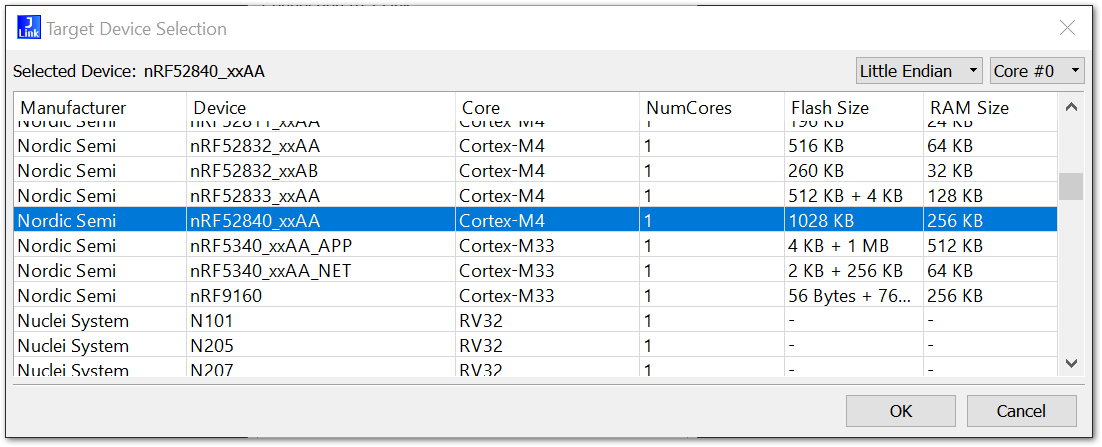 J Link Target Device Selection
Selected Device: nRF52840_xxAA Little Endian Core #0
Manufacturer Device Core NumCores Flash Size RAM Size
Nordic Semi nRF52811_xxAA Cortex-M4 1 196 KB 24 KB
Nordic Semi nRF52832_xxAA Cortex-M4 1 516 KB 64 KB
Nordic Semi nRF52832_xxAB Cortex-M4 1 260 KB 32 KB
Nordic Semi nRF52833_xxAA Cortex-M4 1 512 KB + 4 KB 128 KB
Nordic Semi nRF52840_xxAA Cortex-M4 1 1028 KB 256 KB
Nordic Semi nRF5340_xxAA_APP Cortex-M33 1 4 KB + 1 MB 512 KB
Nordic Semi nRF5340_xxAA_NET Cortex-M33 1 2 KB + 256 KB 64 KB
Nordic Semi nRF9160 Cortex-M33 1 56 Bytes + 76... 256 KB
Nuclei System N101 RV32 1 - -
Nuclei System N205 RV32 1 - -
Nuclei System N207 RV32 1 - -
OK Cancel